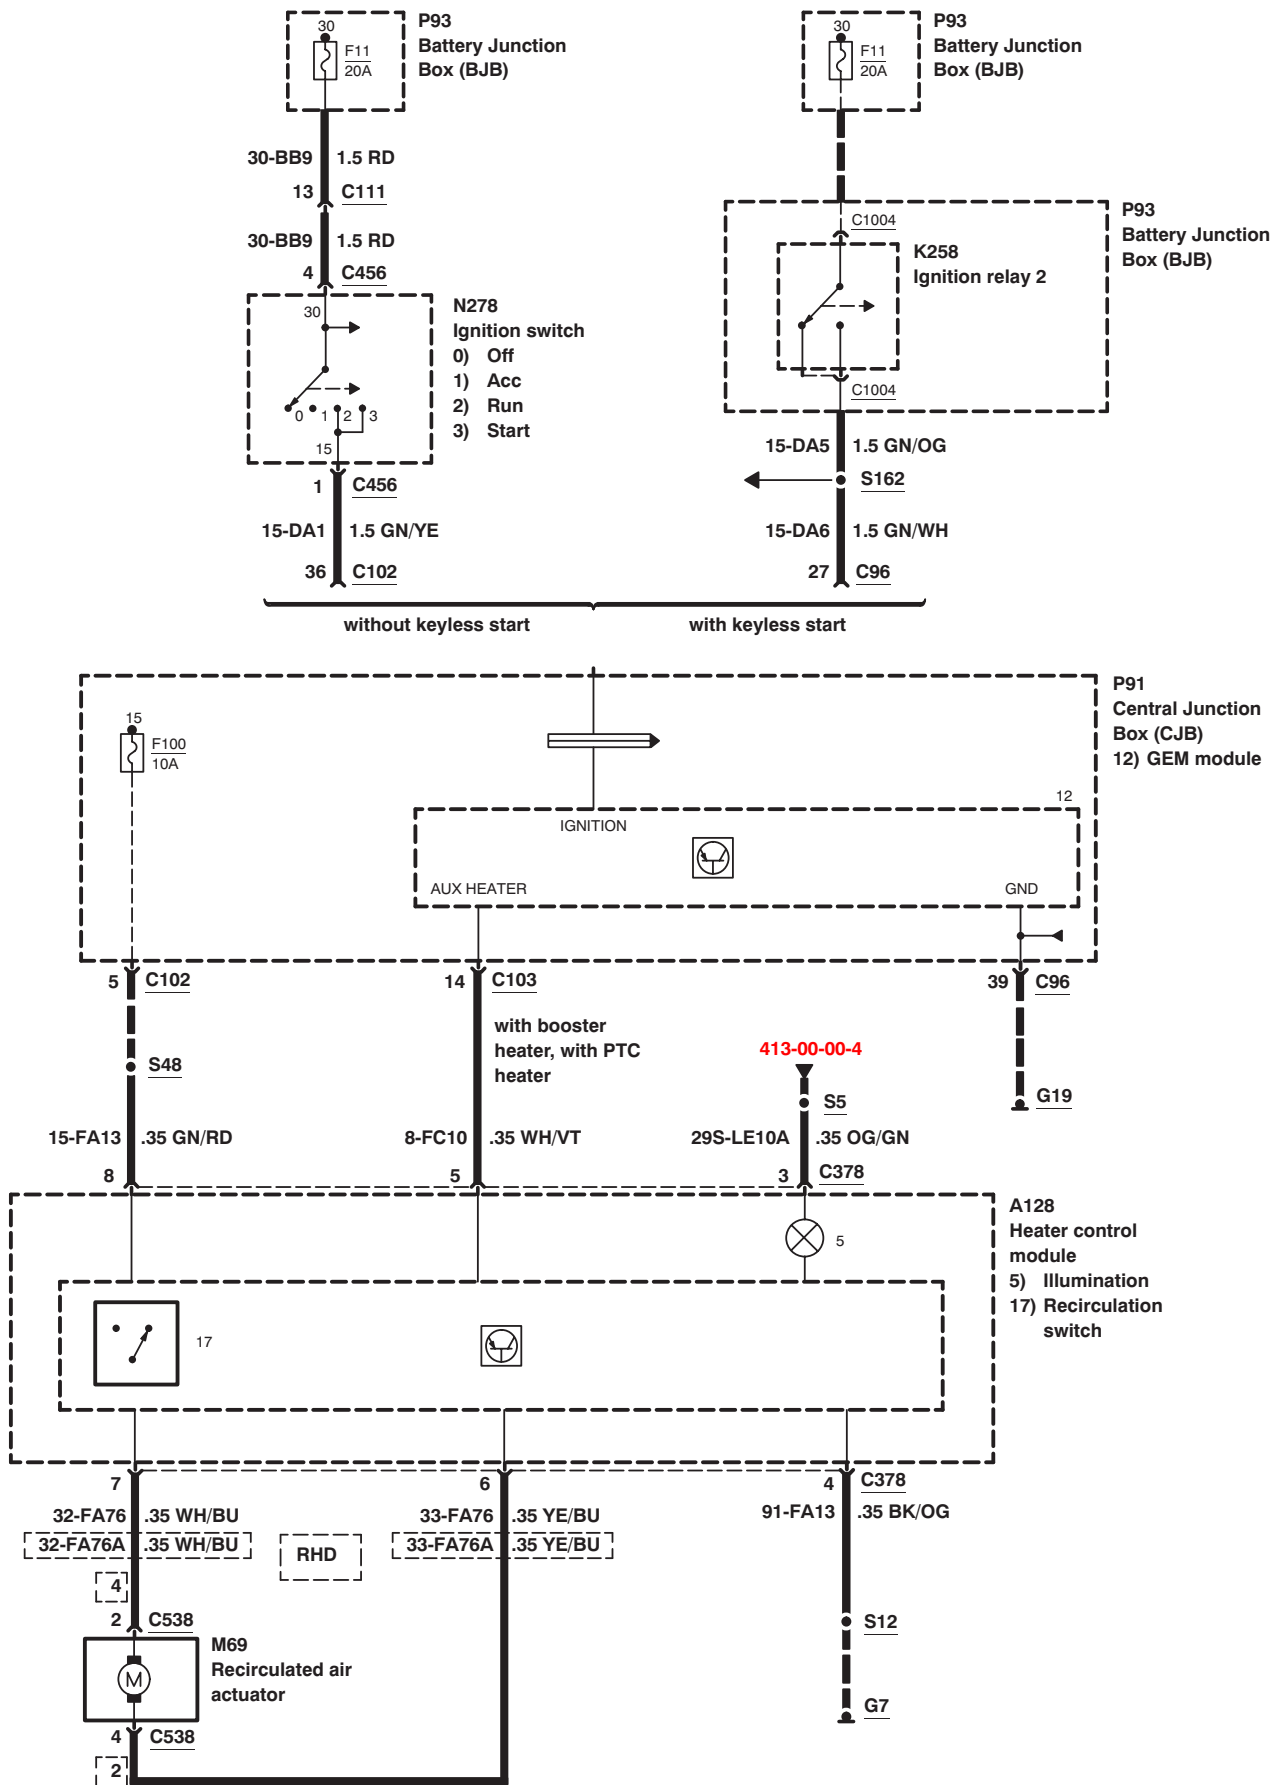 30
F11
20A
P93
Battery Junction
Box (BJB)
30
F11
20A
P93
Battery Junction
Box (BJB)
30-BB9 1.5 RD
13 C111
30-BB9 1.5 RD
4 C456
30
0 1 2 3
15
N278
Ignition switch
0) Off
1) Acc
2) Run
3) Start
1 C456
15-DA1 1.5 GN/YE
36 C102
C1004
K258
Ignition relay 2
C1004
P93
Battery Junction
Box (BJB)
15-DA5 1.5 GN/OG
S162
15-DA6 1.5 GN/WH
27 C96
without keyless start
with keyless start
P91
Central Junction
Box (CJB)
12) GEM module
15
F100
10A
12
IGNITION
AUX HEATER
GND
5 C102
14 C103
39 C96
with booster
heater, with PTC
heater
413-00-00-4
S48
S5
G19
15-FA13 .35 GN/RD
8-FC10 .35 WH/VT
29S-LE10A .35 OG/GN
8
5
3 C378
A128
Heater control
module
5) Illumination
17) Recirculation
switch
5
17
7
6
4 C378
32-FA76 .35 WH/BU
33-FA76 .35 YE/BU
91-FA13 .35 BK/OG
32-FA76A .35 WH/BU
RHD
33-FA76A .35 YE/BU
4
2 C538
S12
M69
Recirculated air
actuator
M
G7
4 C538
2